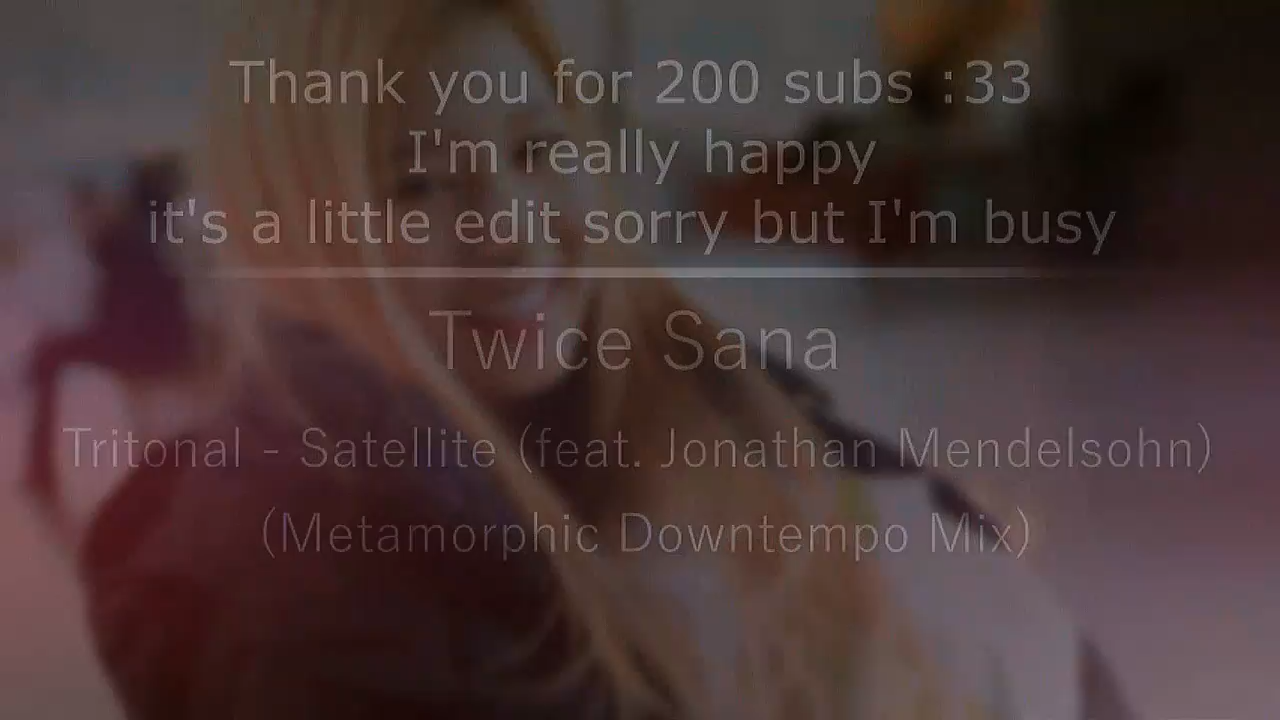 Thank you for 200 subs :33
I'm really happy
it's a little edit sorry but I'm busy
Twice Sana
Tritonal - Satellite (feat. Jonathan Mendelsohn)
(Metamorphic Downtempo Mix)